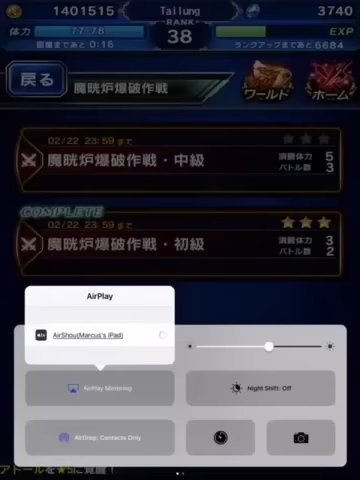 1401515
Tailung
3740
体力
77/78
RANK
38
EXP
回復まであと 0:16
ランクアップまであと 6684
戻る
魔晄炉爆破作戦
ワールド
ホーム
02/22 23:59 まで
魔晄炉爆破作戦・中級
消費体力 5
バトル数 3
COMPLETE
02/22 23:59 まで
魔晄炉爆破作戦・初級
消費体力 3
バトル数 2
AirPlay
AirShou(Marcus's iPad)
AirPlay Mirroring
Night Shift: Off
AirDrop: Contacts Only
アドールを★5に覚醒！